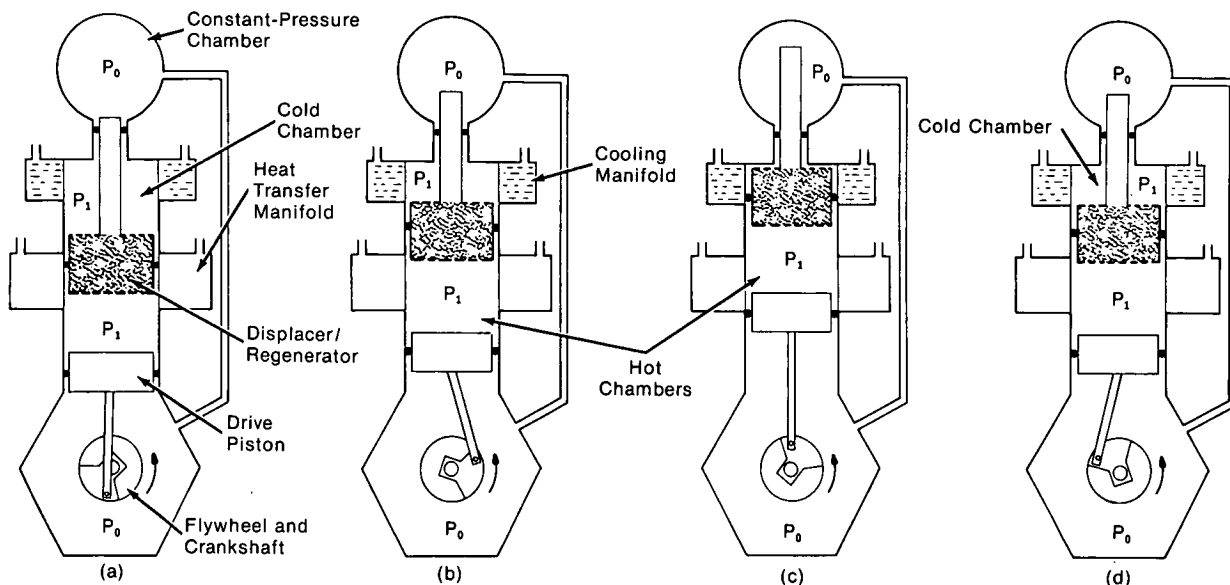 Constant-Pressure
Chamber
P₀
Cold
Chamber
Heat
Transfer
Manifold
P₁
P₁
Displacer/
Regenerator
Drive
Piston
Flywheel and
Crankshaft
P₀
(a)
P₀
P₁
Cooling
Manifold
P₁
Hot
Chambers
P₀
(b)
P₀
P₁
P₀
(c)
P₀
Cold Chamber
P₁
P₁
P₀
(d)